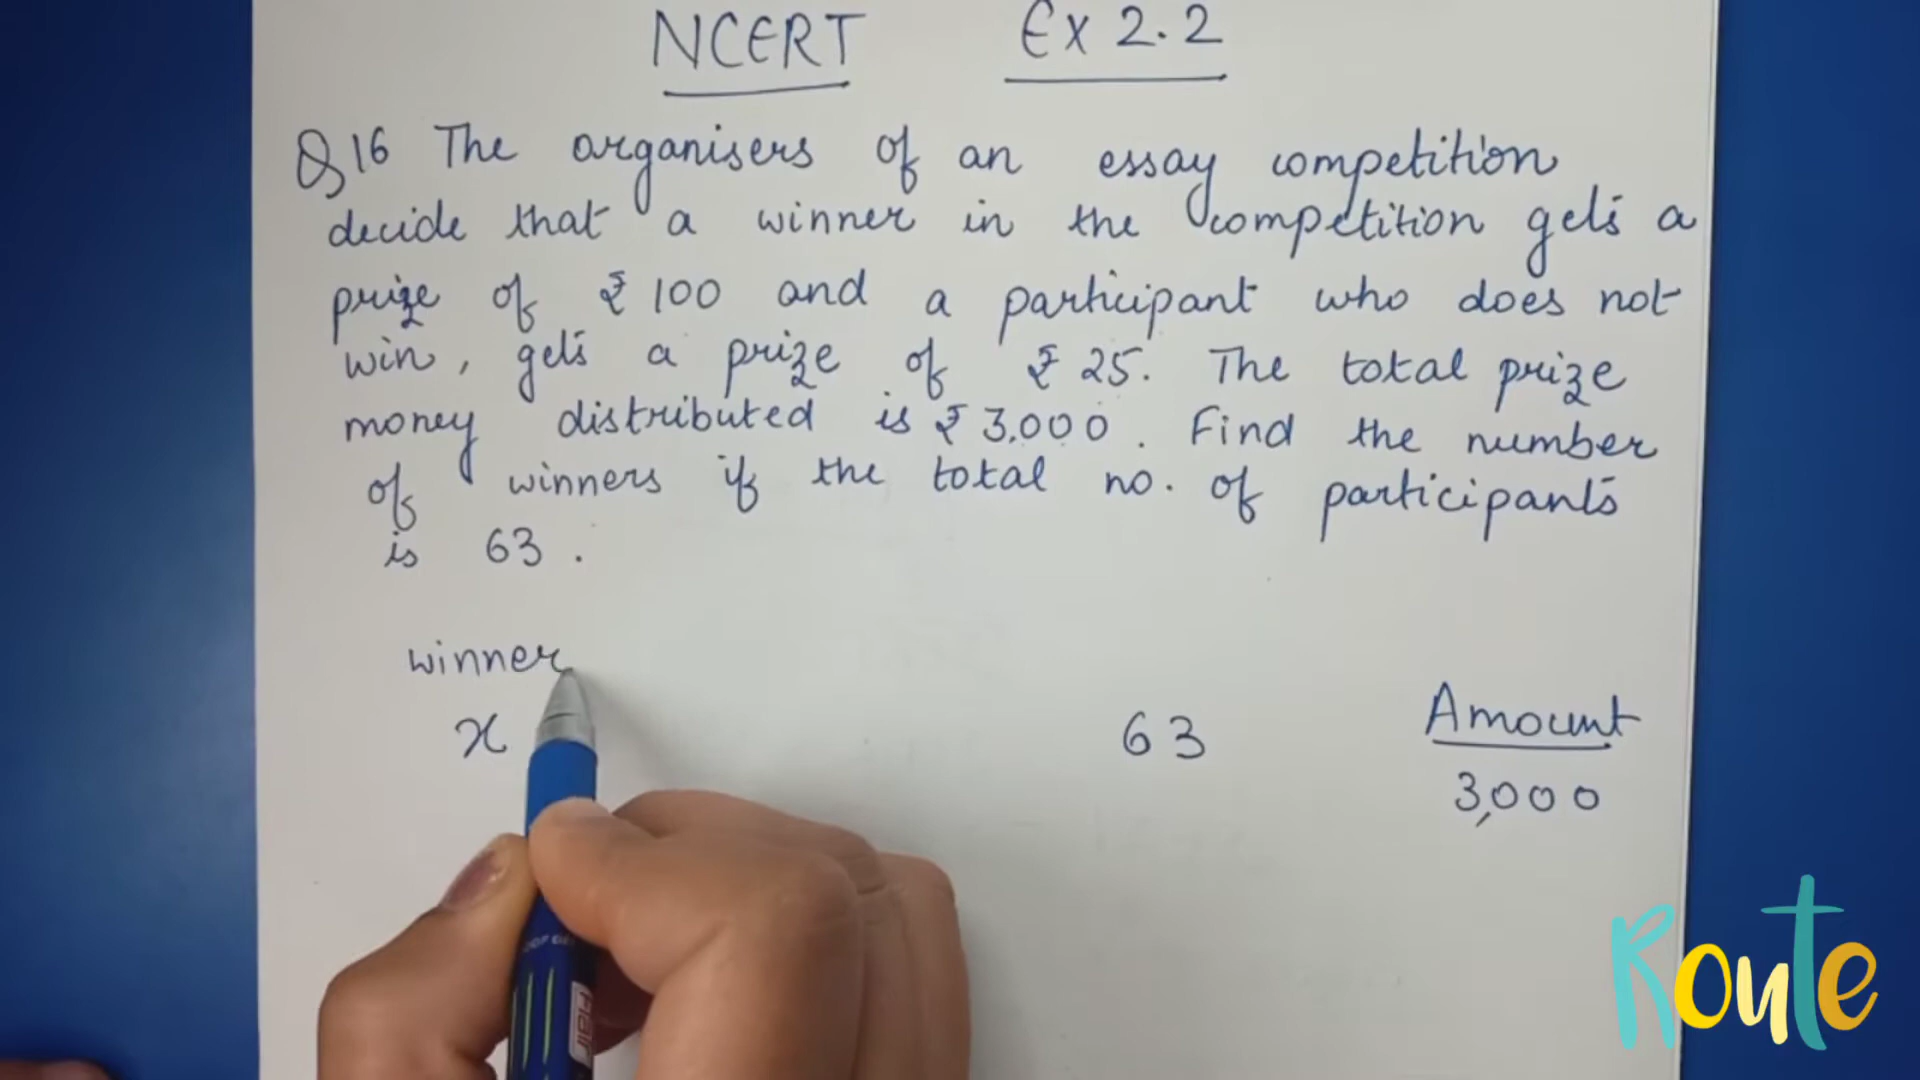 NCERT Ex 2.2
Q16 The organisers of an essay competition
decide that a winner in the competition gets a
prize of ₹ 100 and a participant who does not
win, gets a prize of ₹ 25. The total prize
money distributed is ₹ 3,000. Find the number
of winners if the total no. of participants
is 63.
winner
x 63 Amount
3,000
Route